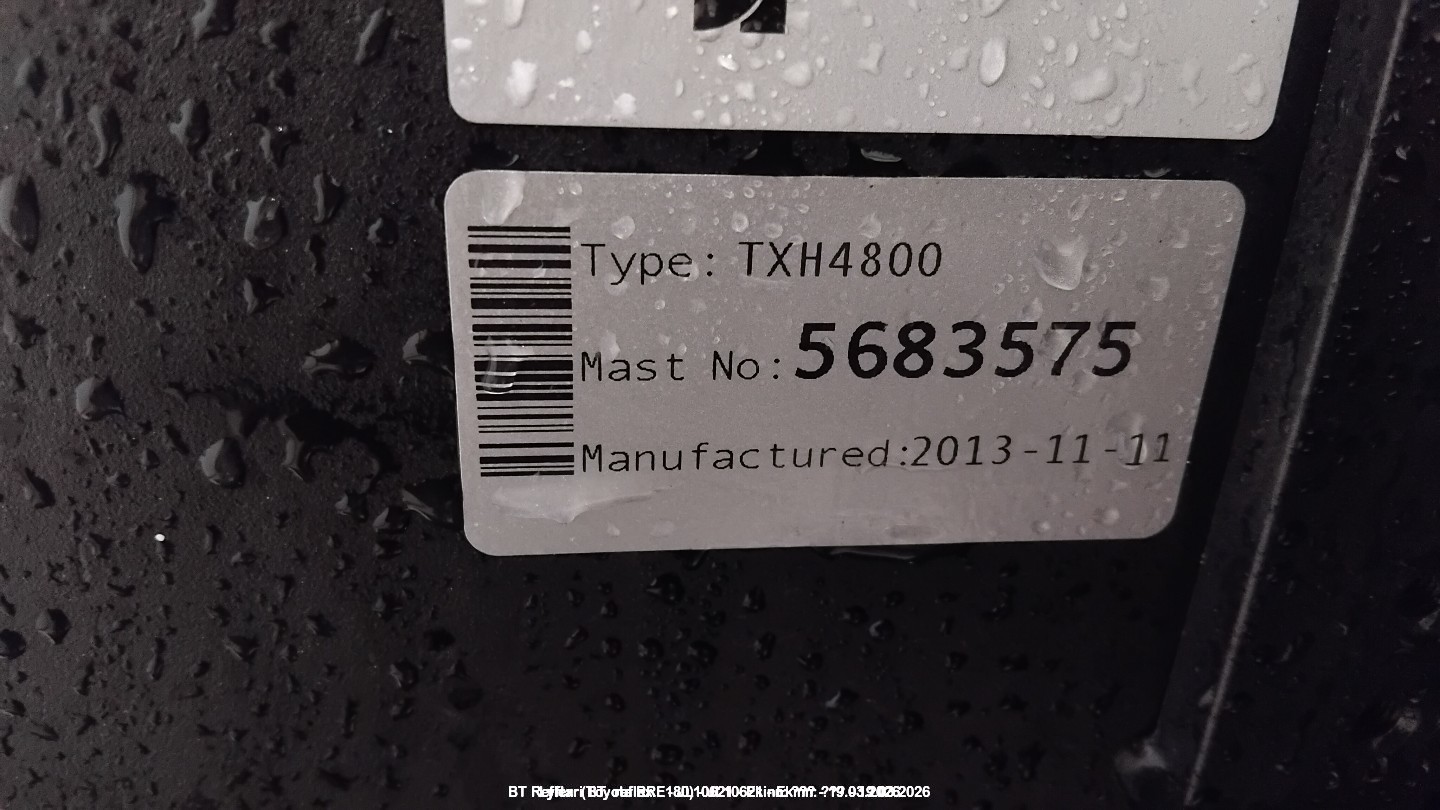 Type: TXH4800
Mast No: 5683575
Manufactured:2013-11-11